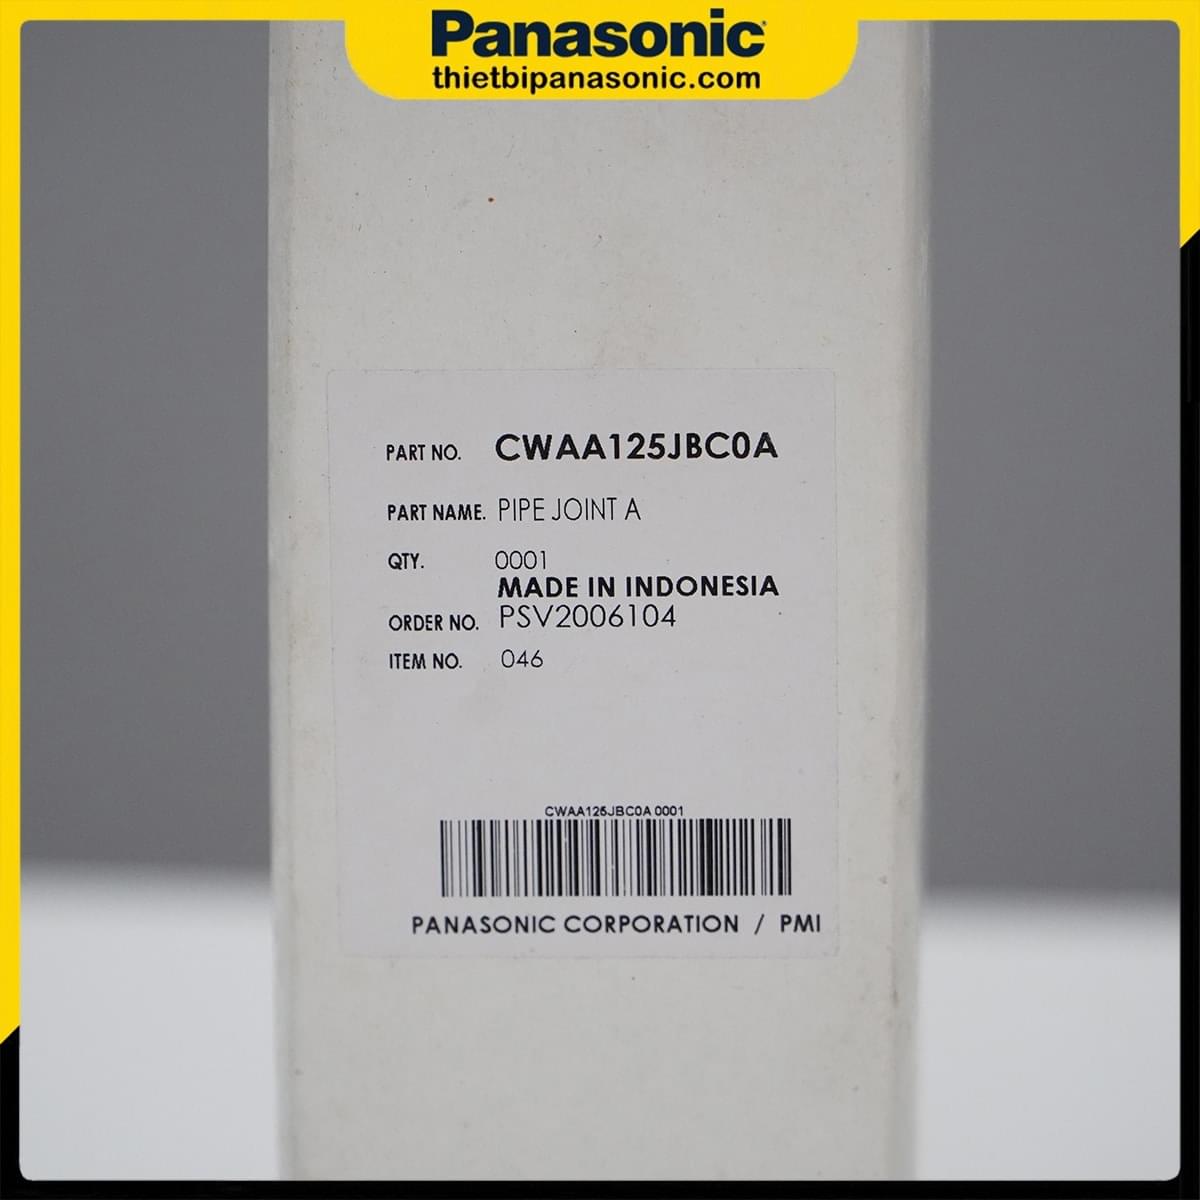 Panasonic
thietbipanasonic.com
PART NO. CWAA125JBC0A
PART NAME. PIPE JOINT A
QTY. 0001
MADE IN INDONESIA
ORDER NO. PSV2006104
ITEM NO. 046
CWAA125JBC0A 0001
PANASONIC CORPORATION / PMI